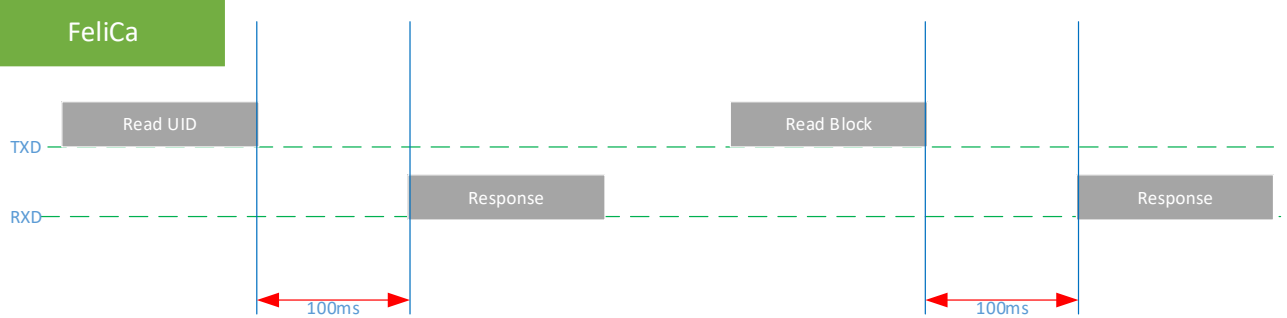 FeliCa
Read UID
Read Block
TXD
Response
Response
RXD
100ms
100ms